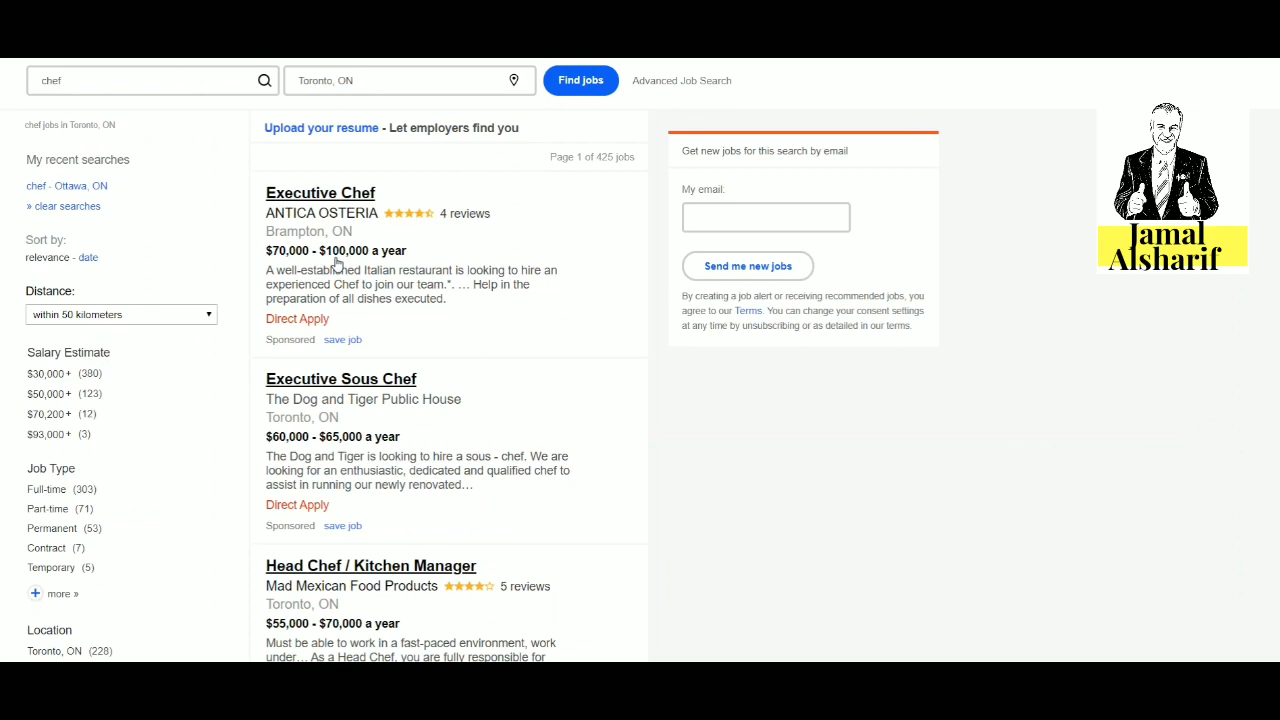 chef
Toronto, ON
Find jobs
Advanced Job Search
chef jobs in Toronto, ON
My recent searches
chef - Ottawa, ON
» clear searches
Sort by:
relevance - date
Distance:
within 50 kilometers
Salary Estimate
$30,000+ (380)
$50,000+ (123)
$70,200+ (12)
$93,000+ (3)
Job Type
Full-time (303)
Part-time (71)
Permanent (53)
Contract (7)
Temporary (5)
more »
Location
Toronto, ON (228)
Upload your resume - Let employers find you
Page 1 of 425 jobs
Executive Chef
ANTICA OSTERIA 4 reviews
Brampton, ON
$70,000 - $100,000 a year
A well-established Italian restaurant is looking to hire an
experienced Chef to join our team.*. … Help in the
preparation of all dishes executed.
Direct Apply
Sponsored save job
Executive Sous Chef
The Dog and Tiger Public House
Toronto, ON
$60,000 - $65,000 a year
The Dog and Tiger is looking to hire a sous - chef. We are
looking for an enthusiastic, dedicated and qualified chef to
assist in running our newly renovated…
Direct Apply
Sponsored save job
Head Chef / Kitchen Manager
Mad Mexican Food Products 5 reviews
Toronto, ON
$55,000 - $70,000 a year
Must be able to work in a fast-paced environment, work
under… As a Head Chef, you are fully responsible for
Get new jobs for this search by email
My email:
Send me new jobs
By creating a job alert or receiving recommended jobs, you
agree to our Terms. You can change your consent settings
at any time by unsubscribing or as detailed in our terms.
Jamal
Alsharif